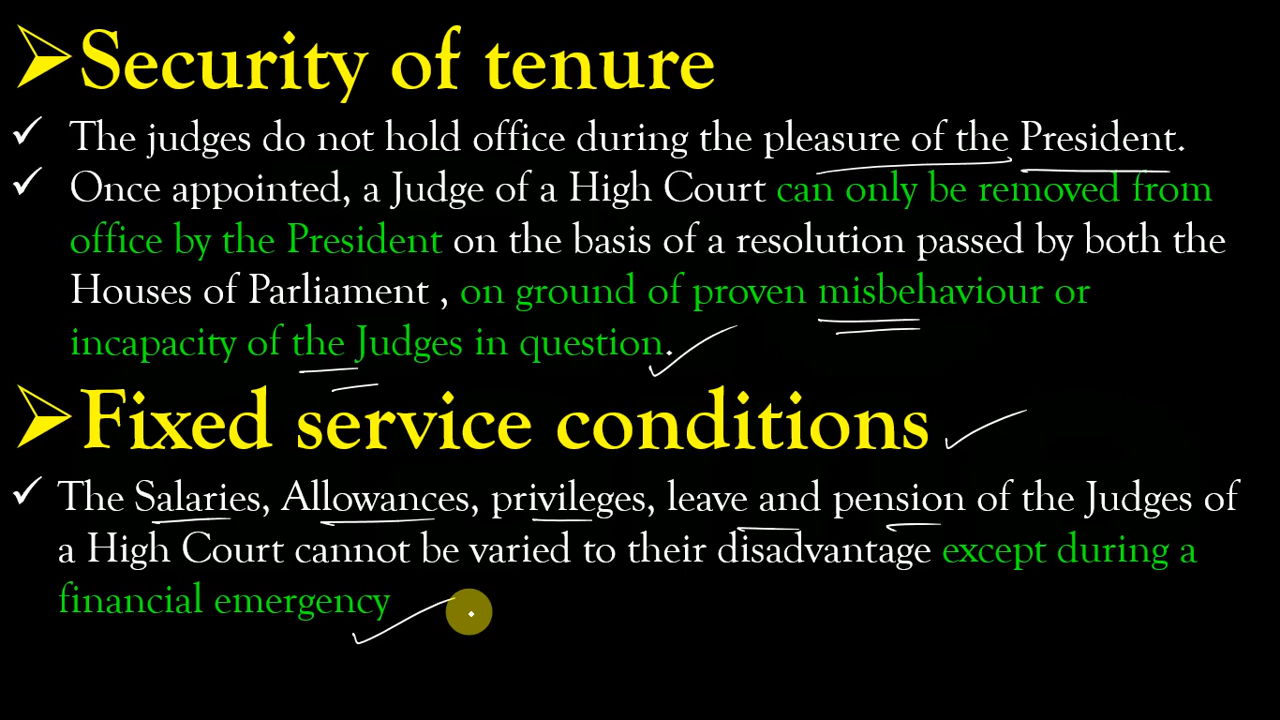 ➢Security of tenure
✓ The judges do not hold office during the pleasure of the President.
✓ Once appointed, a Judge of a High Court can only be removed from
office by the President on the basis of a resolution passed by both the
Houses of Parliament , on ground of proven misbehaviour or
incapacity of the Judges in question.
➢Fixed service conditions
✓ The Salaries, Allowances, privileges, leave and pension of the Judges of
a High Court cannot be varied to their disadvantage except during a
financial emergency